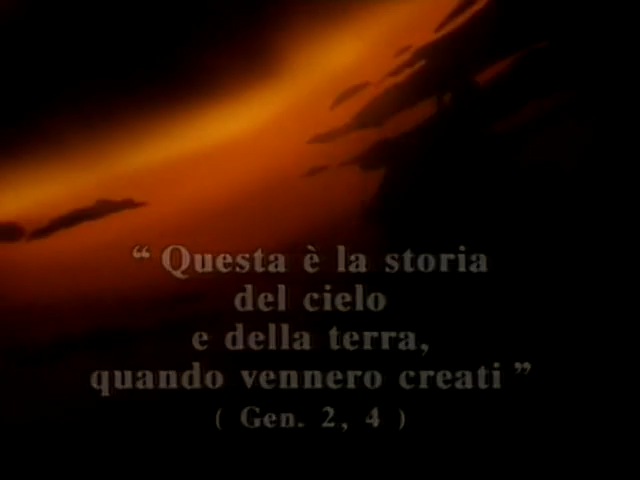 “ Questa è la storia
del cielo
e della terra,
quando vennero creati ”
( Gen. 2, 4 )